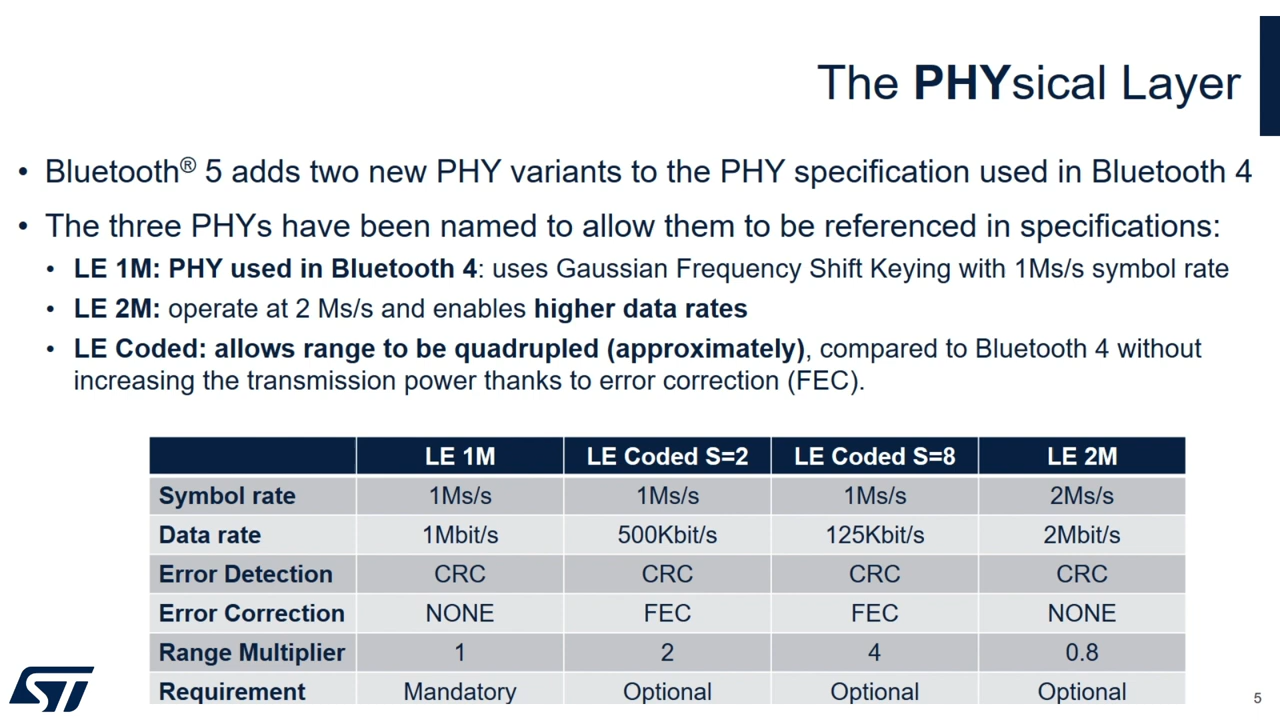 The PHYsical Layer
• Bluetooth® 5 adds two new PHY variants to the PHY specification used in Bluetooth 4
• The three PHYs have been named to allow them to be referenced in specifications:
• LE 1M: PHY used in Bluetooth 4: uses Gaussian Frequency Shift Keying with 1Ms/s symbol rate
• LE 2M: operate at 2 Ms/s and enables higher data rates
• LE Coded: allows range to be quadrupled (approximately), compared to Bluetooth 4 without
increasing the transmission power thanks to error correction (FEC).
LE 1M LE Coded S=2 LE Coded S=8 LE 2M
Symbol rate 1Ms/s 1Ms/s 1Ms/s 2Ms/s
Data rate 1Mbit/s 500Kbit/s 125Kbit/s 2Mbit/s
Error Detection CRC CRC CRC CRC
Error Correction NONE FEC FEC NONE
Range Multiplier 1 2 4 0.8
Requirement Mandatory Optional Optional Optional
ST
5